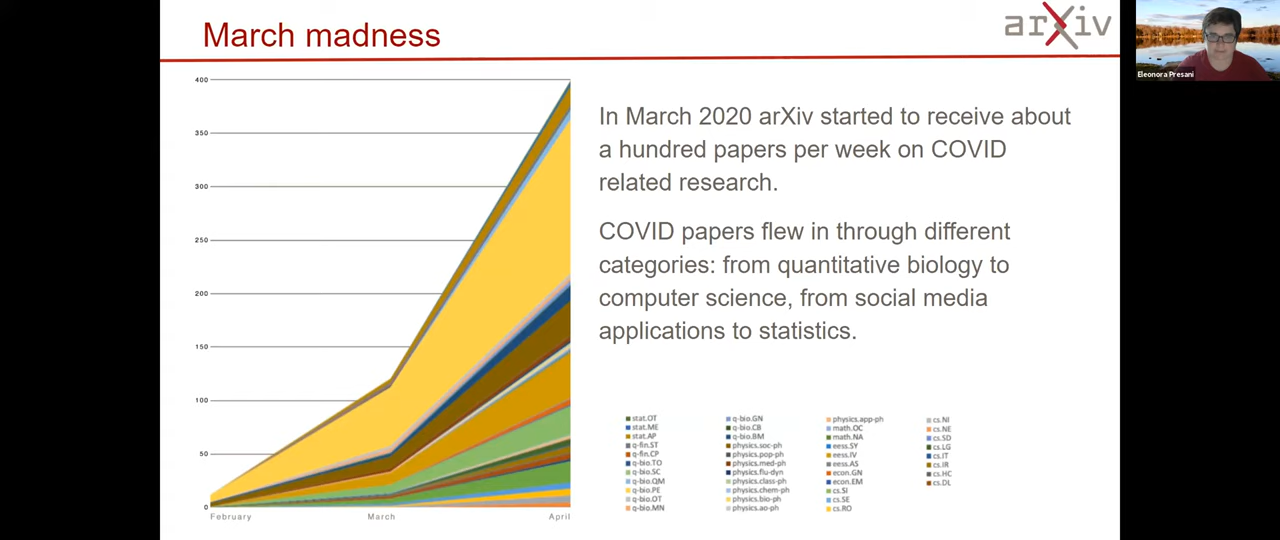 March madness
arXiv
Eleonora Presani
400
350
300
250
200
150
100
50
0
February
March
April
In March 2020 arXiv started to receive about
a hundred papers per week on COVID
related research.
COVID papers flew in through different
categories: from quantitative biology to
computer science, from social media
applications to statistics.
stat.OT
stat.ME
stat.AP
q-fin.ST
q-fin.CP
q-bio.TO
q-bio.SC
q-bio.QM
q-bio.PE
q-bio.OT
q-bio.MN
q-bio.GN
q-bio.CB
q-bio.BM
physics.soc-ph
physics.pop-ph
physics.med-ph
physics.flu-dyn
physics.class-ph
physics.chem-ph
physics.bio-ph
physics.ao-ph
physics.app-ph
math.OC
math.NA
eess.SY
eess.IV
eess.AS
econ.GN
econ.EM
cs.SI
cs.SE
cs.RO
cs.NI
cs.NE
cs.SD
cs.LG
cs.IT
cs.IR
cs.HC
cs.DL